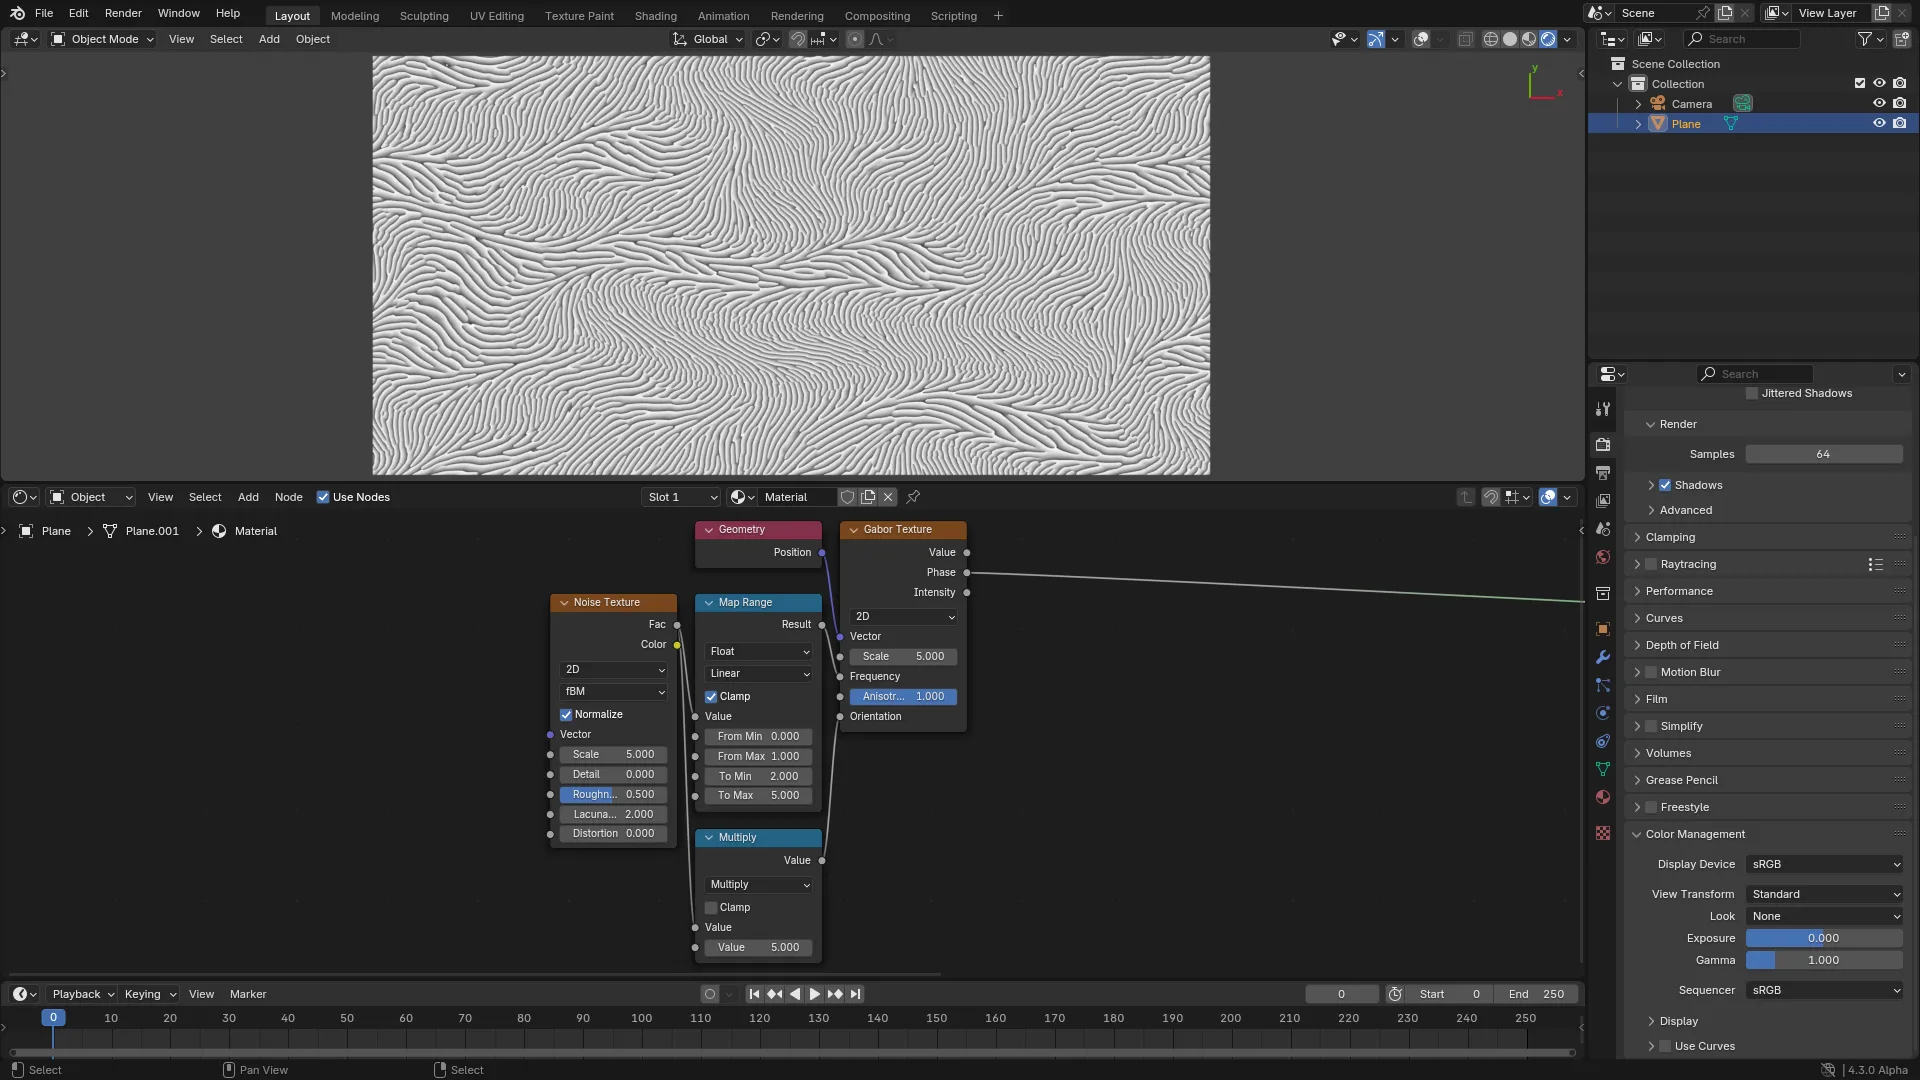 File Edit Render Window Help Layout Modeling Sculpting UV Editing Texture Paint Shading Animation Rendering Compositing Scripting + Scene View Layer
Object Mode View Select Add Object Global Search
y
x
Scene Collection
Collection
Camera
Plane
Search
Jittered Shadows
Render
Samples 64
Shadows
Advanced
Clamping
Raytracing
Performance
Curves
Depth of Field
Motion Blur
Film
Simplify
Volumes
Grease Pencil
Freestyle
Color Management
Display Device sRGB
View Transform Standard
Look None
Exposure 0.000
Gamma 1.000
Sequencer sRGB
Display
Use Curves
Object View Select Add Node Use Nodes Slot 1 Material
Plane Plane.001 Material
Noise Texture
Fac
Color
2D
fBM
Normalize
Vector
Scale 5.000
Detail 0.000
Roughn... 0.500
Lacuna... 2.000
Distortion 0.000
Geometry
Position
Map Range
Result
Float
Linear
Clamp
Value
From Min 0.000
From Max 1.000
To Min 2.000
To Max 5.000
Multiply
Value
Multiply
Clamp
Value
Value 5.000
Gabor Texture
Value
Phase
Intensity
2D
Vector
Scale 5.000
Frequency
Anisotr... 1.000
Orientation
Playback Keying View Marker 0 Start 0 End 250
0 10 20 30 40 50 60 70 80 90 100 110 120 130 140 150 160 170 180 190 200 210 220 230 240 250
Select Pan View Select 4.3.0 Alpha